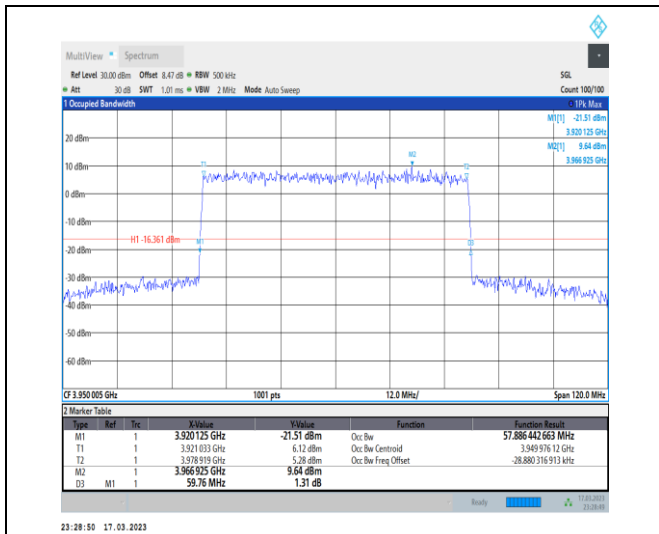 MultiView Spectrum
Ref Level 30.00 dBm Offset 8.47 dB RBW 500 kHz SGL
Att 30 dB SWT 1.01 ms VBW 2 MHz Mode Auto Sweep Count 100/100
1 Occupied Bandwidth 1Pk Max
M1[1] -21.51 dBm
3.920 125 GHz
20 dBm
M2[1] 9.64 dBm
3.966 925 GHz
M2
T1
T2
10 dBm
0 dBm
-10 dBm
H1 -16.361 dBm
M1
D3
-20 dBm
-30 dBm
-40 dBm
-50 dBm
-60 dBm
CF 3.950 005 GHz 1001 pts 12.0 MHz/ Span 120.0 MHz
2 Marker Table
Type Ref Trc X-Value Y-Value Function Function Result
M1 1 3.920 125 GHz -21.51 dBm Occ Bw 57.886 442 663 MHz
T1 1 3.921 033 GHz 6.12 dBm Occ Bw Centroid 3.949 976 12 GHz
T2 1 3.978 919 GHz 5.28 dBm Occ Bw Freq Offset -28.880 316 913 kHz
M2 1 3.966 925 GHz 9.64 dBm
D3 M1 1 59.76 MHz 1.31 dB
Ready 17.03.2023
23:28:49
23:28:50 17.03.2023